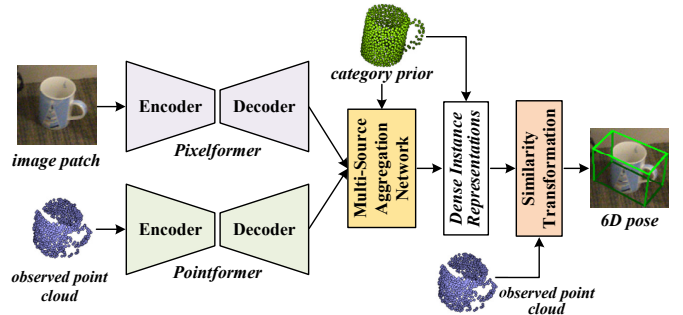 image patch
Encoder
Decoder
Pixelformer
observed point
cloud
Encoder
Decoder
Pointformer
category prior
Multi-Source
Aggregation
Network
Dense Instance
Representations
Similarity
Transformation
observed point
cloud
6D pose